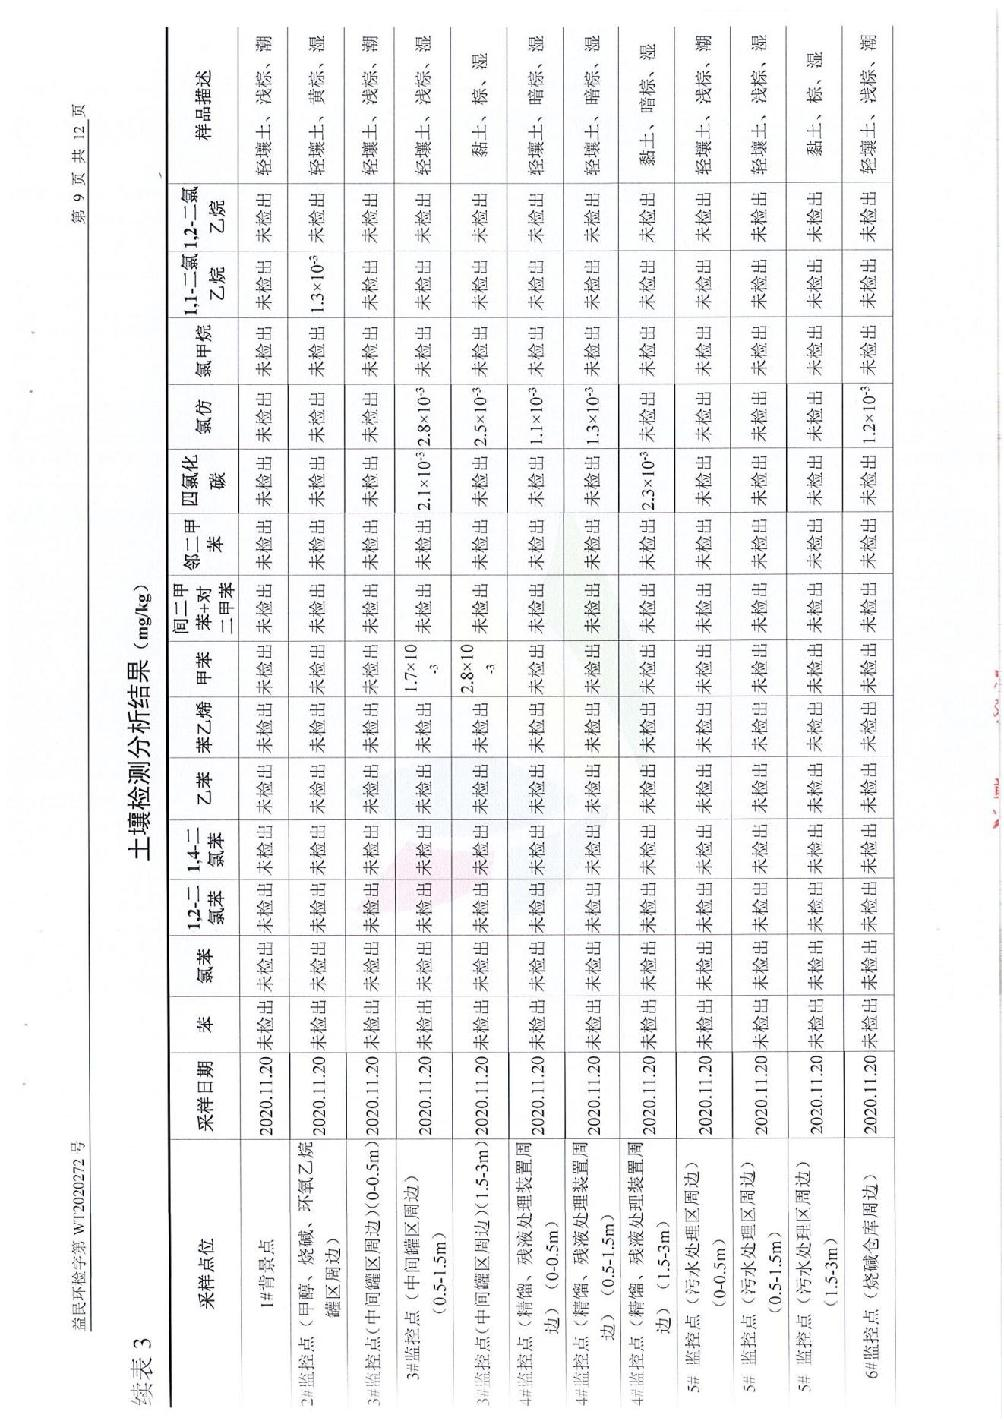 益民环检字第 WT2020272 号 第 9 页 共 12 页
续表 3 土壤检测分析结果（mg/kg）
采样点位 采样日期 苯 氯苯 1,2-二氯苯 1,4-二氯苯 乙苯 苯乙烯 甲苯 间二甲苯+对二甲苯 邻二甲苯 四氯化碳 氯仿 氯甲烷 1,1-二氯乙烷 1,2-二氯乙烷 样品描述
1#背景点 2020.11.20 未检出 未检出 未检出 未检出 未检出 未检出 未检出 未检出 未检出 未检出 未检出 未检出 未检出 未检出 轻壤土、浅棕、潮
2#监控点（甲醇、烧碱、环氧乙烷罐区周边） 2020.11.20 未检出 未检出 未检出 未检出 未检出 未检出 未检出 未检出 未检出 未检出 未检出 未检出 1.3×10⁻³ 未检出 轻壤土、黄棕、湿
3#监控点(中间罐区周边)(0-0.5m) 2020.11.20 未检出 未检出 未检出 未检出 未检出 未检出 未检出 未检出 未检出 未检出 未检出 未检出 未检出 未检出 轻壤土、浅棕、潮
3#监控点（中间罐区周边）（0.5-1.5m） 2020.11.20 未检出 未检出 未检出 未检出 未检出 未检出 1.7×10⁻³ 未检出 未检出 2.1×10⁻³ 2.8×10⁻³ 未检出 未检出 未检出 轻壤土、浅棕、湿
3#监控点(中间罐区周边)(1.5-3m) 2020.11.20 未检出 未检出 未检出 未检出 未检出 未检出 2.8×10⁻³ 未检出 未检出 未检出 2.5×10⁻³ 未检出 未检出 未检出 黏土、棕、湿
4#监控点（精馏、残液处理装置周边）（0-0.5m） 2020.11.20 未检出 未检出 未检出 未检出 未检出 未检出 未检出 未检出 未检出 未检出 1.1×10⁻³ 未检出 未检出 未检出 轻壤土、暗棕、湿
4#监控点（精馏、残液处理装置周边）（0.5-1.5m） 2020.11.20 未检出 未检出 未检出 未检出 未检出 未检出 未检出 未检出 未检出 未检出 1.3×10⁻³ 未检出 未检出 未检出 轻壤土、暗棕、湿
4#监控点（精馏、残液处理装置周边）（1.5-3m） 2020.11.20 未检出 未检出 未检出 未检出 未检出 未检出 未检出 未检出 未检出 2.3×10⁻³ 未检出 未检出 未检出 未检出 黏土、暗棕、湿
5# 监控点（污水处理区周边）（0-0.5m） 2020.11.20 未检出 未检出 未检出 未检出 未检出 未检出 未检出 未检出 未检出 未检出 未检出 未检出 未检出 未检出 轻壤土、浅棕、潮
5# 监控点（污水处理区周边）（0.5-1.5m） 2020.11.20 未检出 未检出 未检出 未检出 未检出 未检出 未检出 未检出 未检出 未检出 未检出 未检出 未检出 未检出 轻壤土、浅棕、湿
5# 监控点（污水处理区周边）（1.5-3m） 2020.11.20 未检出 未检出 未检出 未检出 未检出 未检出 未检出 未检出 未检出 未检出 未检出 未检出 未检出 未检出 黏土、棕、湿
6#监控点（烧碱仓库周边） 2020.11.20 未检出 未检出 未检出 未检出 未检出 未检出 未检出 未检出 未检出 未检出 1.2×10⁻³ 未检出 未检出 未检出 轻壤土、浅棕、潮